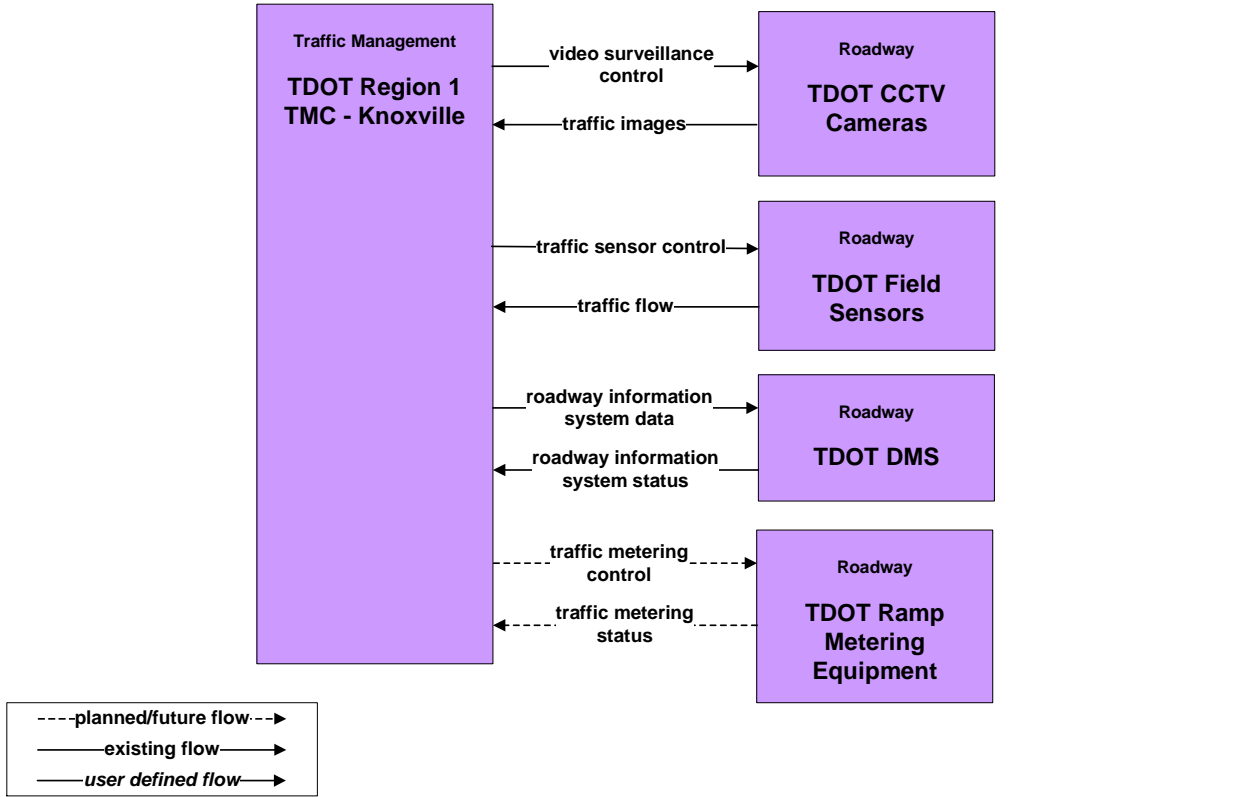 Traffic Management
TDOT Region 1
TMC - Knoxville
video surveillance
control
traffic images
Roadway
TDOT CCTV
Cameras
traffic sensor control
traffic flow
Roadway
TDOT Field
Sensors
roadway information
system data
roadway information
system status
Roadway
TDOT DMS
traffic metering
control
traffic metering
status
Roadway
TDOT Ramp
Metering
Equipment
planned/future flow
existing flow
user defined flow